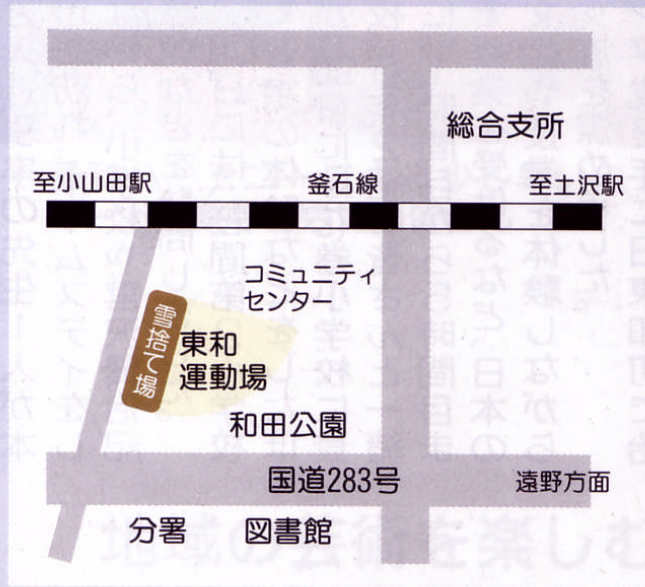 総合支所
至小山田駅
釜石線
至土沢駅
コミュニティ
センター
雪捨て場
東和
運動場
和田公園
国道283号
遠野方面
分署
図書館